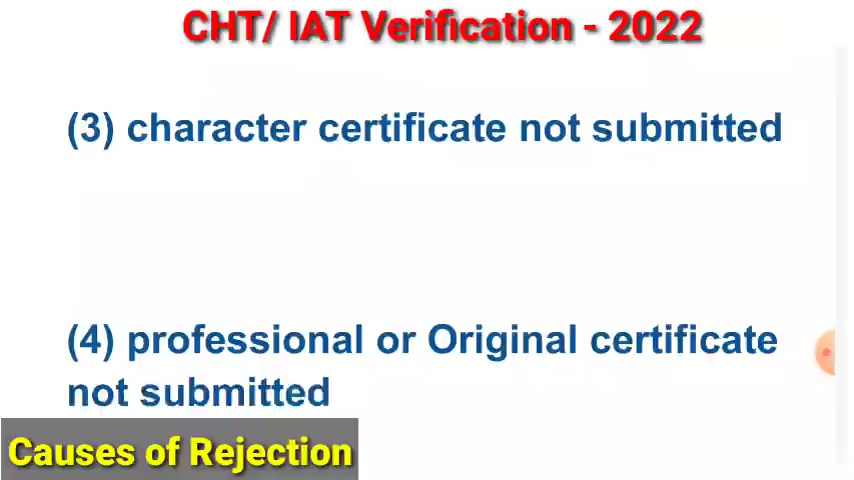 CHT/ IAT Verification - 2022
(3) character certificate not submitted
(4) professional or Original certificate
not submitted
Causes of Rejection